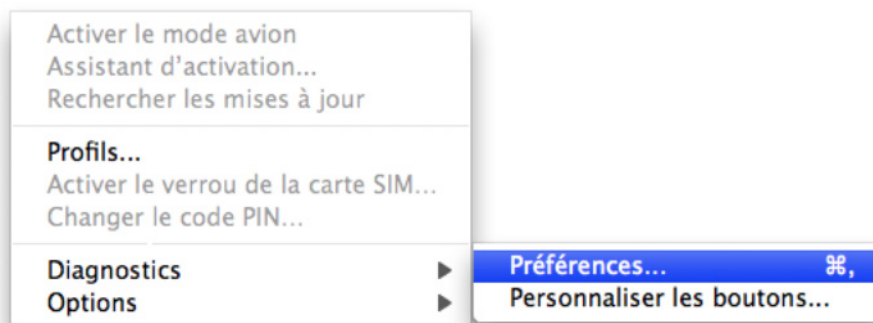 Activer le mode avion
Assistant d'activation...
Rechercher les mises à jour
Profils...
Activer le verrou de la carte SIM...
Changer le code PIN...
Diagnostics ▶
Options ▶
Préférences... ⌘,
Personnaliser les boutons...